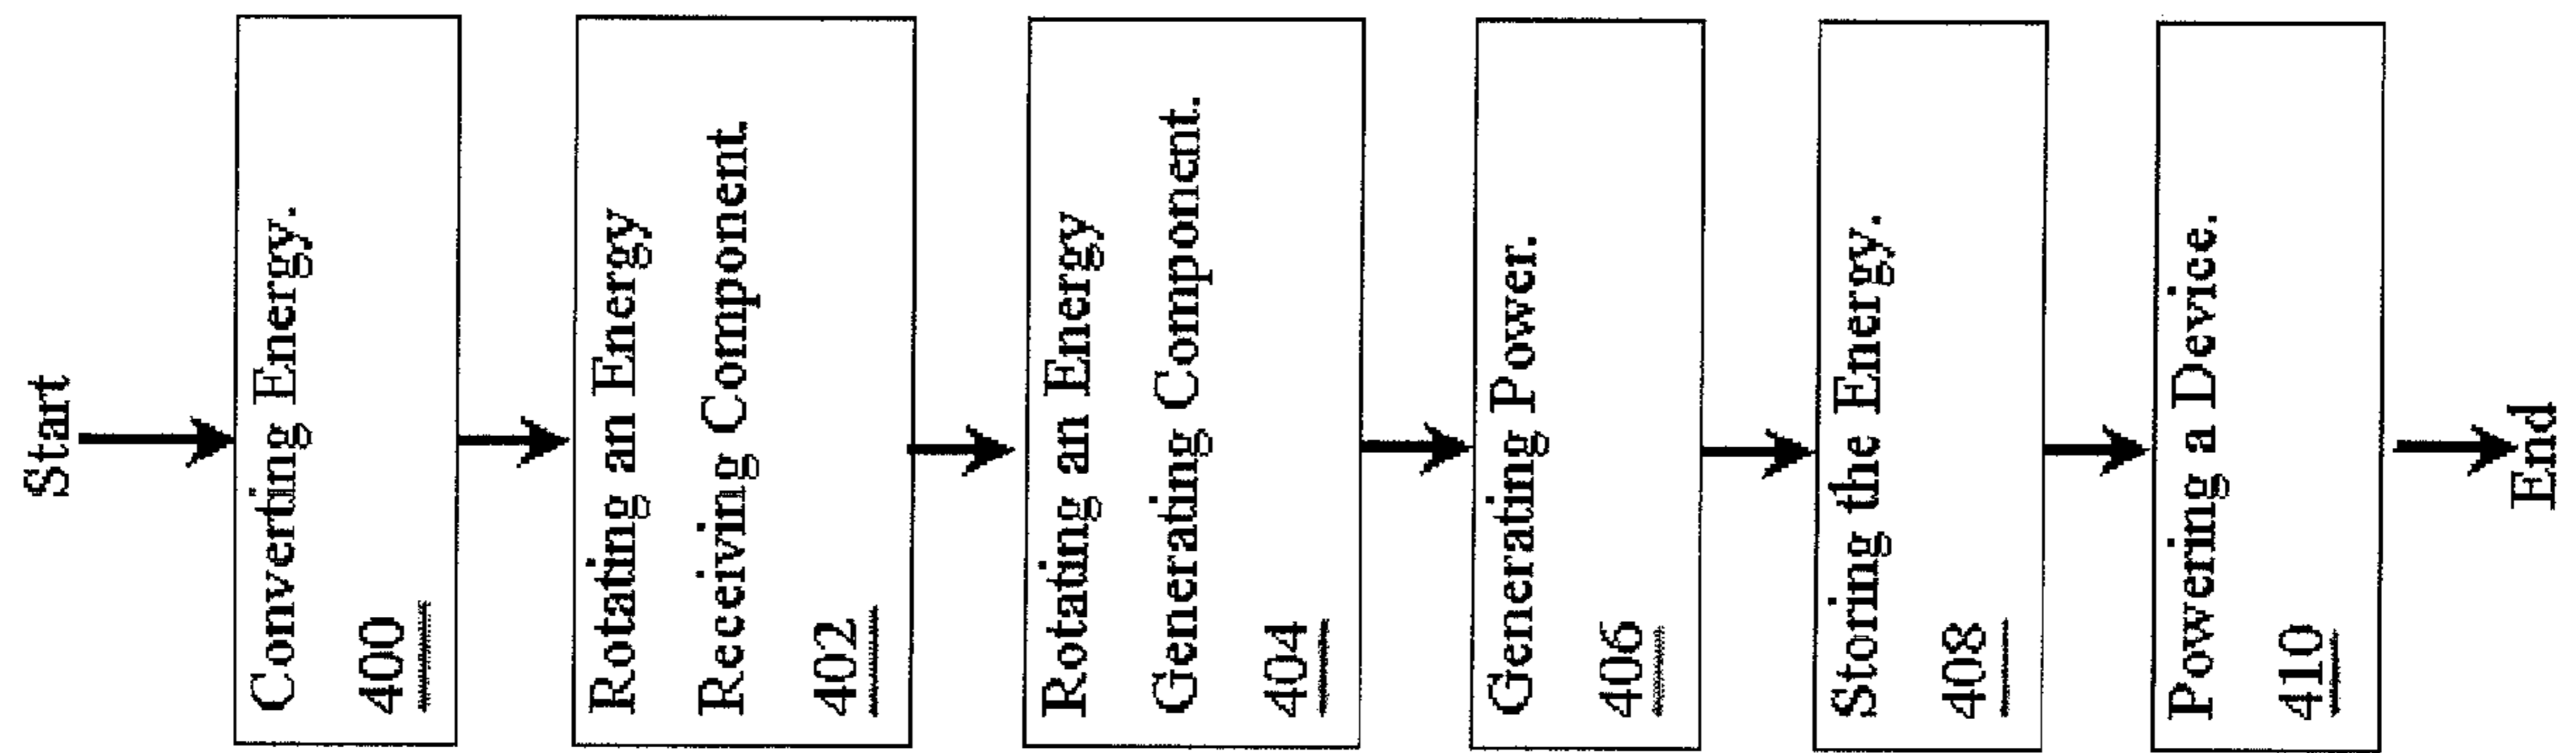 Start
Converting Energy.
400
Rotating an Energy
Receiving Component.
402
Rotating an Energy
Generating Component.
404
Generating Power.
406
Storing the Energy.
408
Powering a Device.
410
End